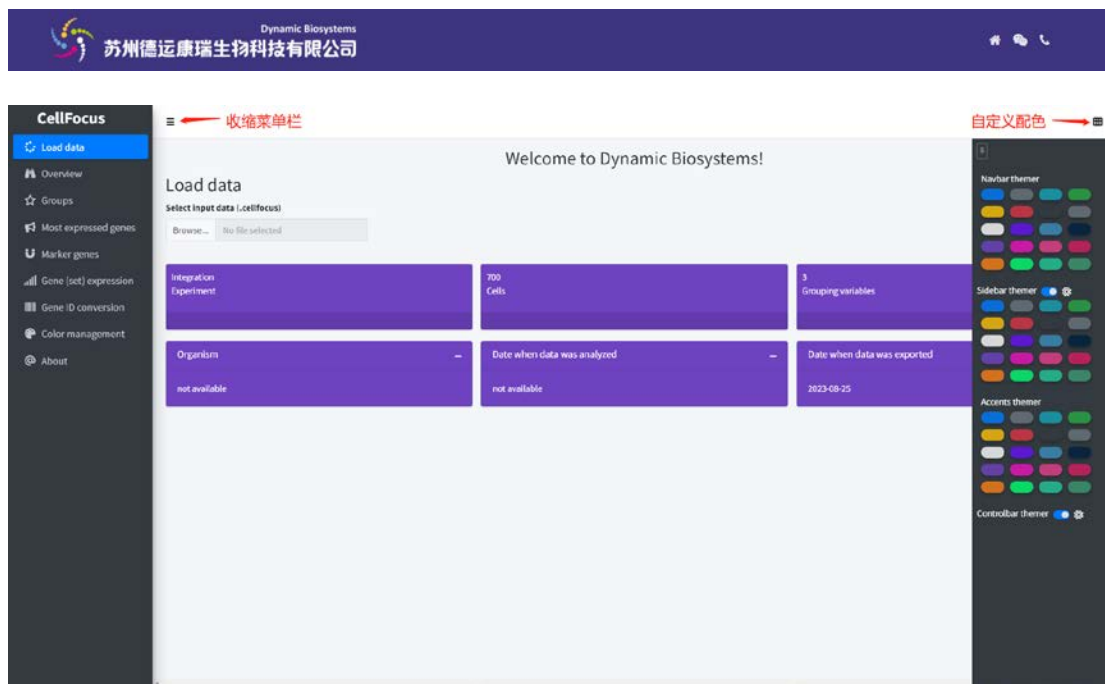 Dynamic Biosystems
苏州德运康瑞生物科技有限公司
CellFocus
收缩菜单栏
自定义配色
Load data
Overview
Groups
Most expressed genes
Marker genes
Gene (set) expression
Gene ID conversion
Color management
About
Welcome to Dynamic Biosystems!
Load data
Select input data (.cellfocus)
Browse... No file selected
Integration
Experiment
700
Cells
3
Grouping variables
Organism
not available
Date when data was analyzed
not available
Date when data was exported
2023-08-25
Navbar themer
Sidebar themer
Accents themer
Controlbar themer